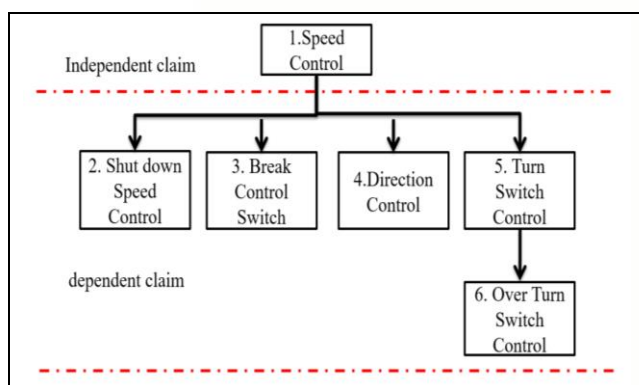 1.Speed
Control
Independent claim
2. Shut down
Speed
Control
3. Break
Control
Switch
4.Direction
Control
5. Turn
Switch
Control
dependent claim
6. Over Turn
Switch
Control